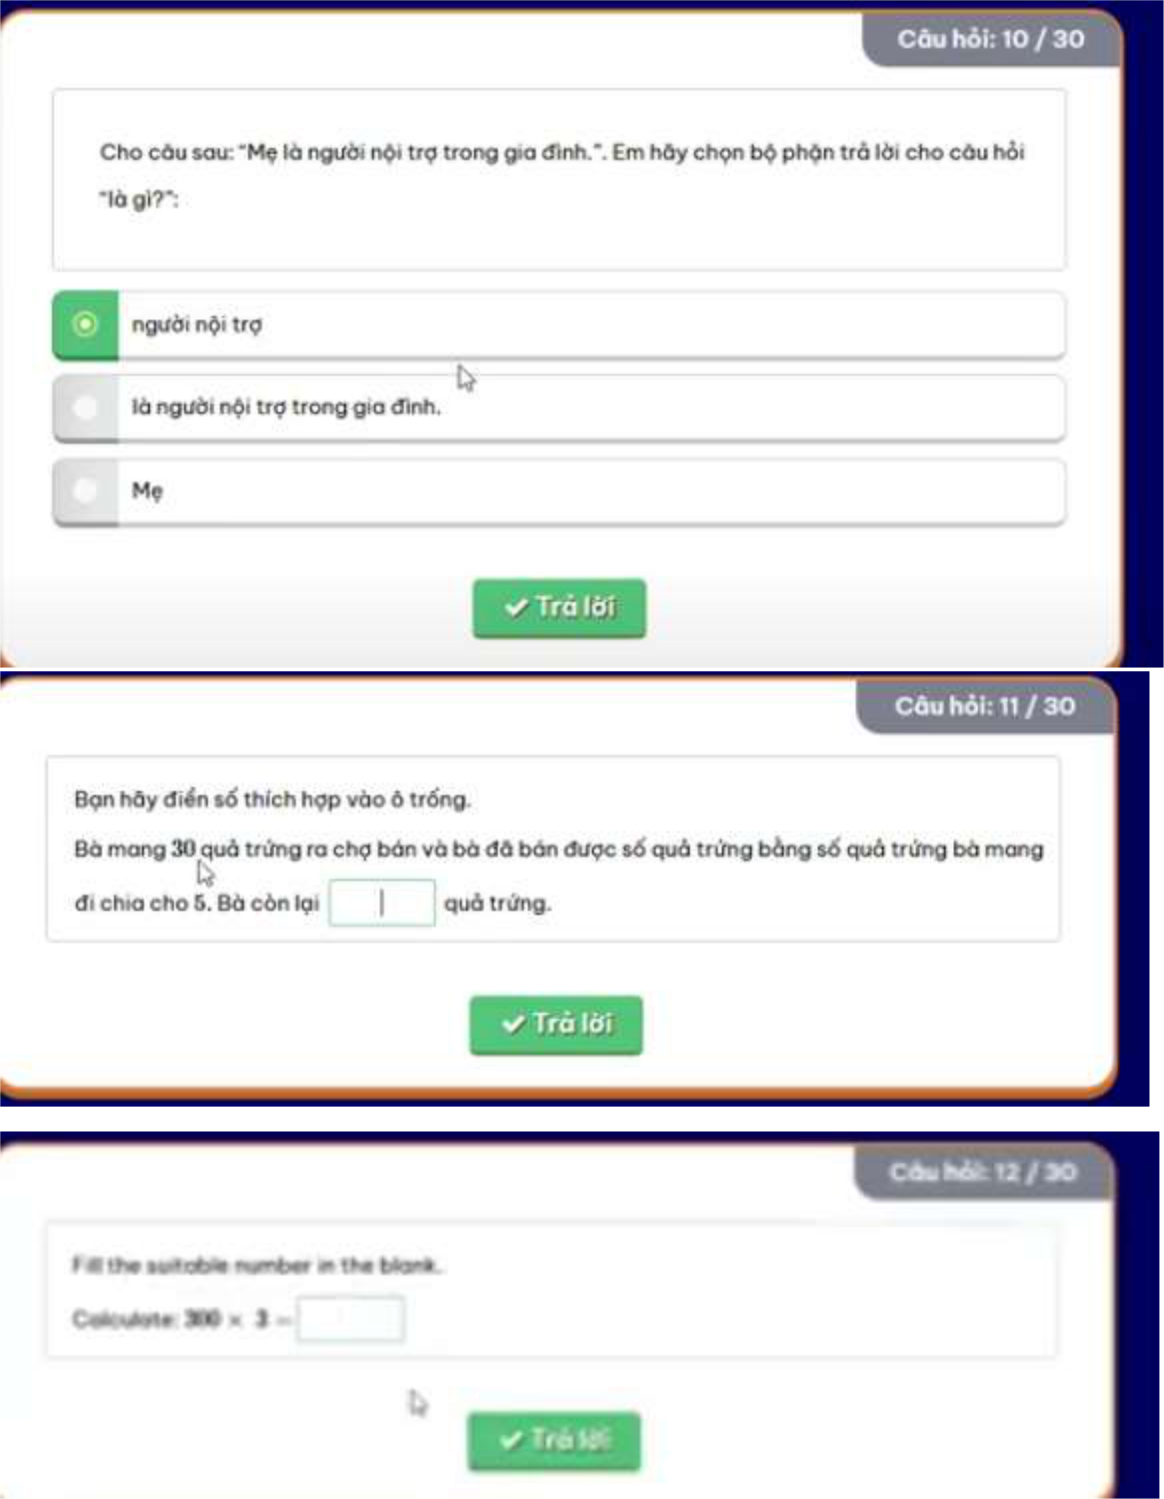 Câu hỏi: 10 / 30
Cho câu sau: “Mẹ là người nội trợ trong gia đình.”. Em hãy chọn bộ phận trả lời cho câu hỏi
“là gì?”:
người nội trợ
là người nội trợ trong gia đình.
Mẹ
Trả lời
Câu hỏi: 11 / 30
Bạn hãy điền số thích hợp vào ô trống.
Bà mang 30 quả trứng ra chợ bán và bà đã bán được số quả trứng bằng số quả trứng bà mang
đi chia cho 5. Bà còn lại quả trứng.
Trả lời
Câu hỏi: 12 / 30
Fill the suitable number in the blank.
Calculate: 300 × 3 =
Trả lời